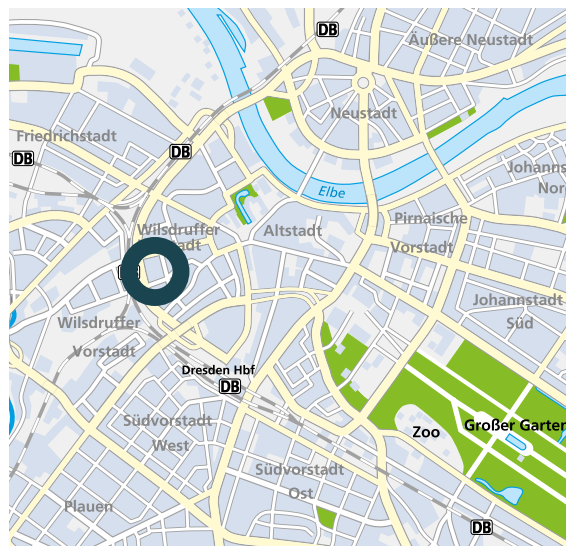 DB
Äußere Neustadt
Neustadt
Friedrichstadt
DB
DB
Johanns
Nor
Elbe
Pirnaische
Vorstadt
Wilsdruffer
Altstadt
Johannstadt
Süd
Wilsdruffer
Vorstadt
Dresden Hbf
DB
Südvorstadt
West
Zoo
Großer Garten
Südvorstadt
Ost
Plauen
DB